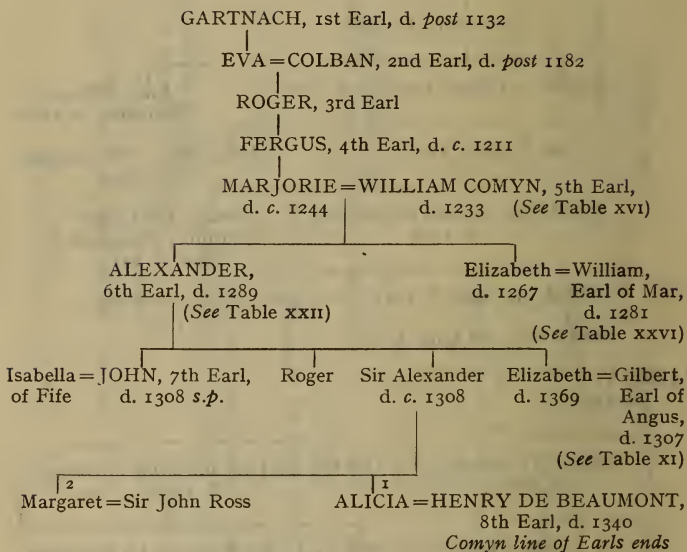 GARTNACH, 1st Earl, d. post 1132
EVA=COLBAN, 2nd Earl, d. post 1182
ROGER, 3rd Earl
FERGUS, 4th Earl, d. c. 1211
MARJORIE=WILLIAM COMYN, 5th Earl,
d. c. 1244 d. 1233 (See Table XVI)
ALEXANDER, Elizabeth=William,
6th Earl, d. 1289 d. 1267 Earl of Mar,
(See Table XXII) d. 1281
(See Table XXVI)
Isabella=JOHN, 7th Earl, Roger Sir Alexander Elizabeth=Gilbert,
of Fife d. 1308 s.p. d. c. 1308 d. 1369 Earl of
Angus,
d. 1307
(See Table XI)
2 1
Margaret=Sir John Ross ALICIA=HENRY DE BEAUMONT,
8th Earl, d. 1340
Comyn line of Earls ends